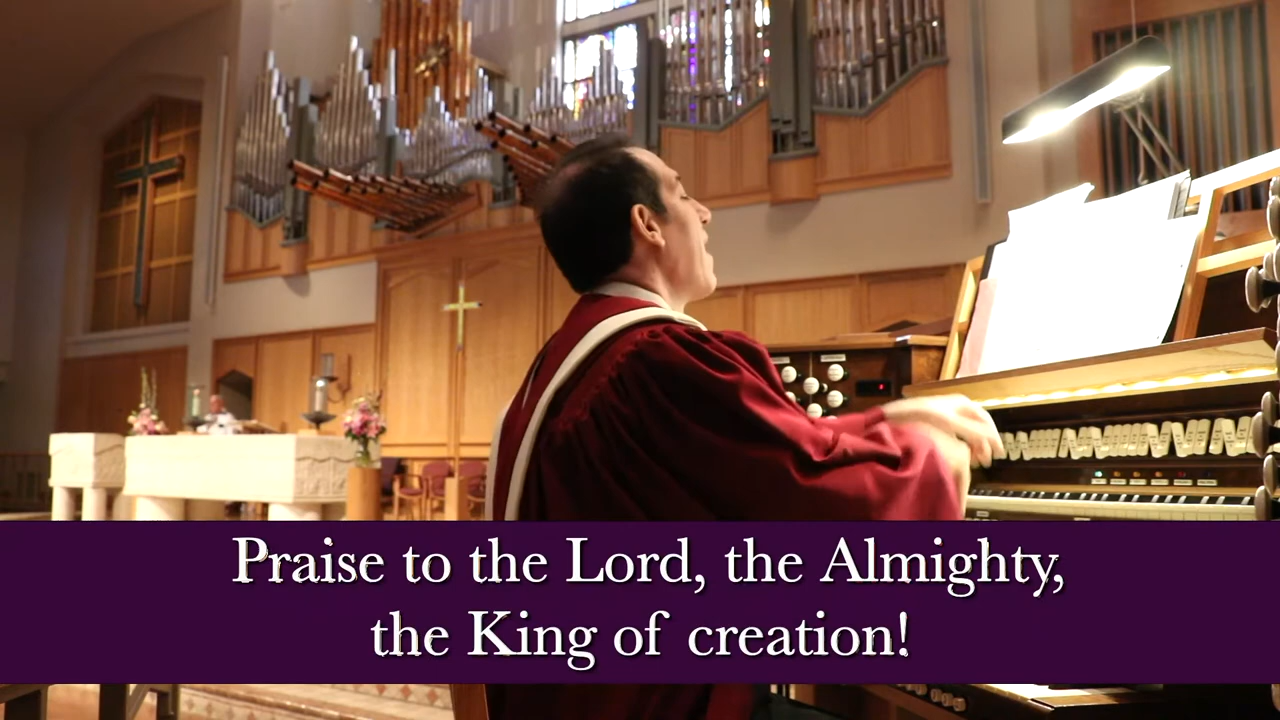 Praise to the Lord, the Almighty,
the King of creation!